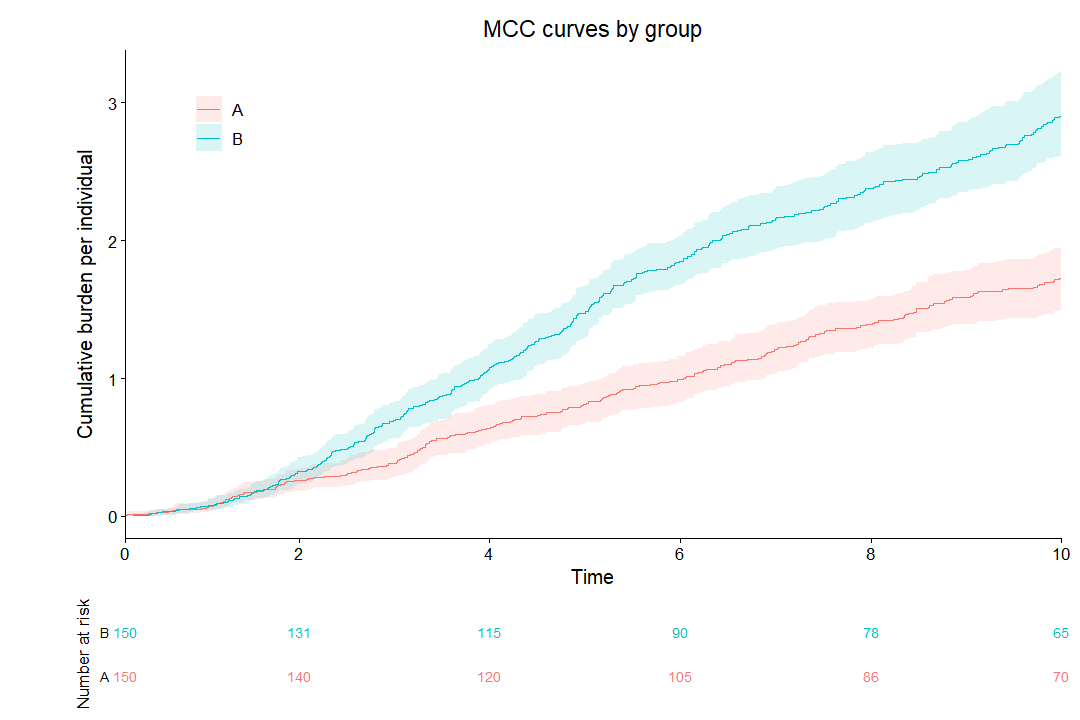 MCC curves by group
A
B
Cumulative burden per individual
3
2
1
0
0 2 4 6 8 10
Time
Number at risk
B 150 131 115 90 78 65
A 150 140 120 105 86 70